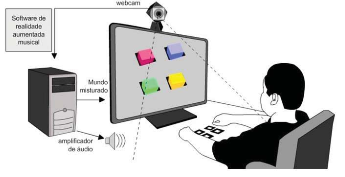 webcam
Software de
realidade
aumentada
musical
Mundo
misturado
amplificador
de áudio